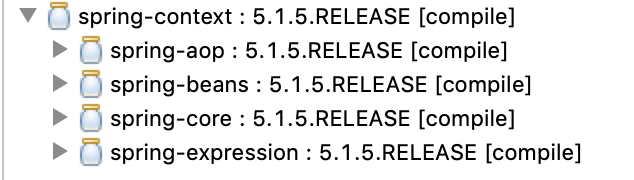 spring-context : 5.1.5.RELEASE [compile]
spring-aop : 5.1.5.RELEASE [compile]
spring-beans : 5.1.5.RELEASE [compile]
spring-core : 5.1.5.RELEASE [compile]
spring-expression : 5.1.5.RELEASE [compile]